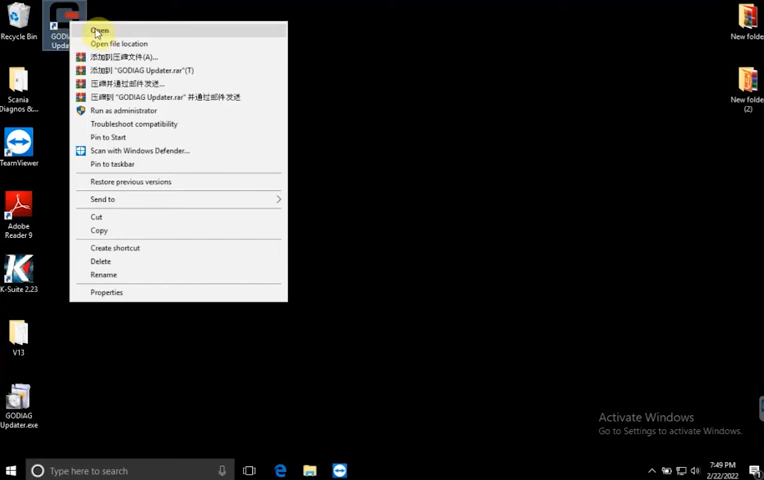 Recycle Bin
GODIAG
Updat...
Scania
Diagnos &...
TeamViewer
Adobe
Reader 9
K-Suite 2.23
V13
GODIAG
Updater.exe
Open
Open file location
添加到压缩文件(A)...
添加到 "GODIAG Updater.rar"(T)
压缩并通过邮件发送...
压缩到 "GODIAG Updater.rar" 并通过邮件发送
Run as administrator
Troubleshoot compatibility
Pin to Start
Scan with Windows Defender...
Pin to taskbar
Restore previous versions
Send to
Cut
Copy
Create shortcut
Delete
Rename
Properties
New folder
New folder
(2)
Activate Windows
Go to Settings to activate Windows.
Type here to search
7:49 PM
2/22/2022